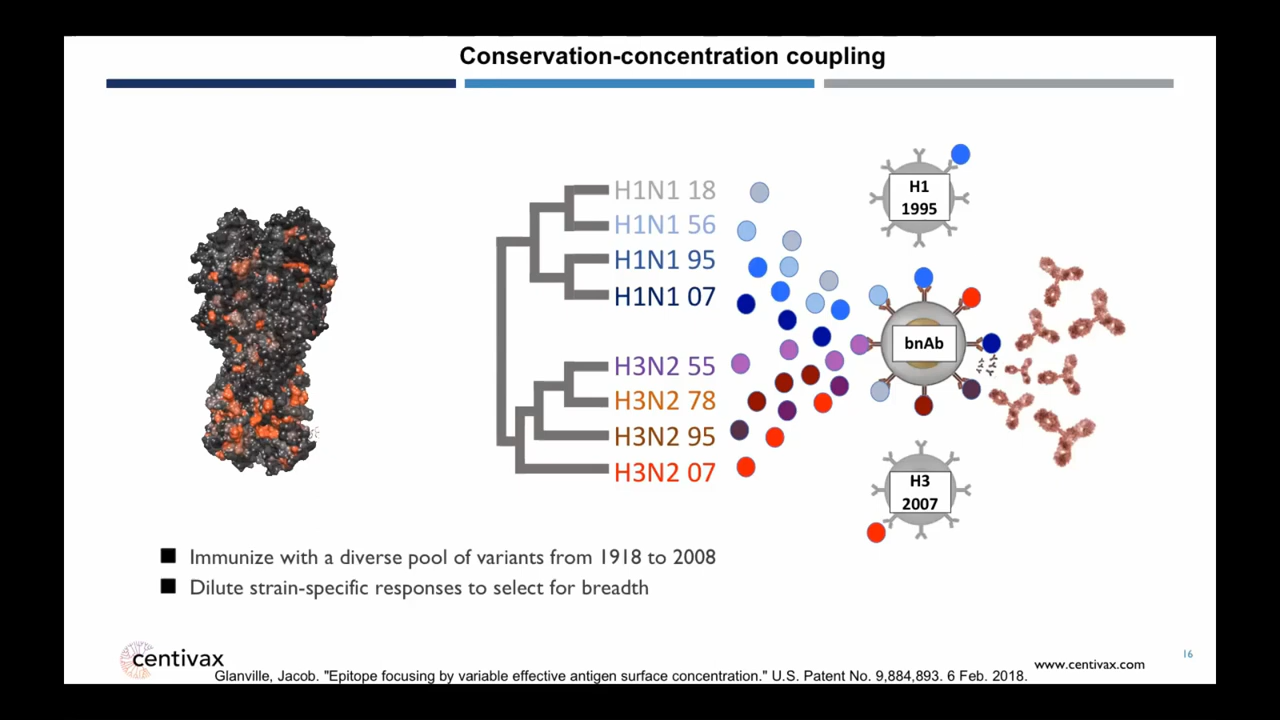 Conservation-concentration coupling
H1N1 18
H1N1 56
H1N1 95
H1N1 07
H3N2 55
H3N2 78
H3N2 95
H3N2 07
H1
1995
bnAb
H3
2007
■ Immunize with a diverse pool of variants from 1918 to 2008
■ Dilute strain-specific responses to select for breadth
centivax
www.centivax.com
16
Glanville, Jacob. "Epitope focusing by variable effective antigen surface concentration." U.S. Patent No. 9,884,893. 6 Feb. 2018.